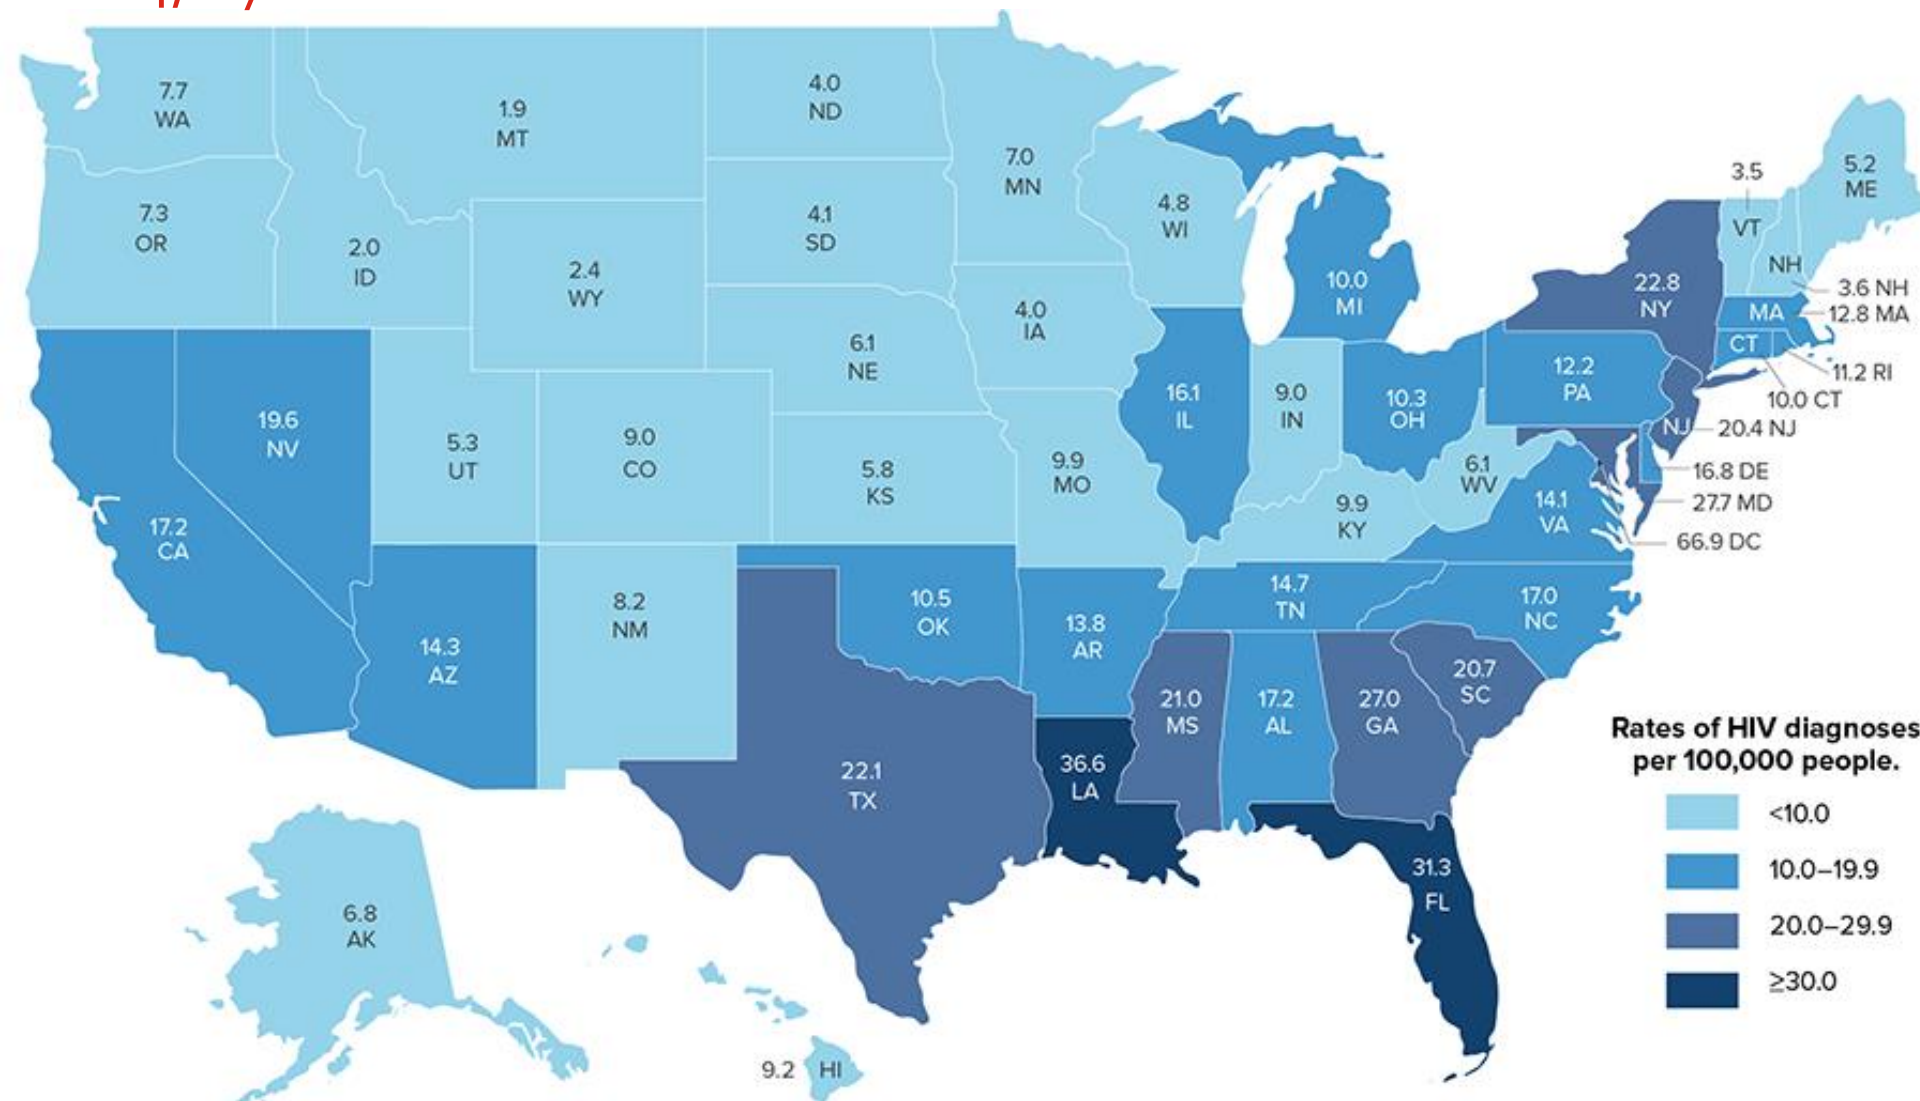 7.7
WA
1.9
MT
4.0
ND
7.0
MN
4.8
WI
10.0
MI
3.5
VT
NH
5.2
ME
3.6 NH
MA
12.8 MA
CT
11.2 RI
10.0 CT
22.8
NY
7.3
OR
2.0
ID
2.4
WY
4.1
SD
4.0
IA
6.1
NE
19.6
NV
5.3
UT
9.0
CO
5.8
KS
9.9
MO
16.1
IL
9.0
IN
10.3
OH
12.2
PA
NJ
20.4 NJ
16.8 DE
27.7 MD
66.9 DC
6.1
WV
14.1
VA
9.9
KY
17.2
CA
14.3
AZ
8.2
NM
10.5
OK
13.8
AR
14.7
TN
17.0
NC
20.7
SC
21.0
MS
17.2
AL
27.0
GA
36.6
LA
22.1
TX
31.3
FL
6.8
AK
9.2
HI
Rates of HIV diagnoses
per 100,000 people.
<10.0
10.0–19.9
20.0–29.9
≥30.0